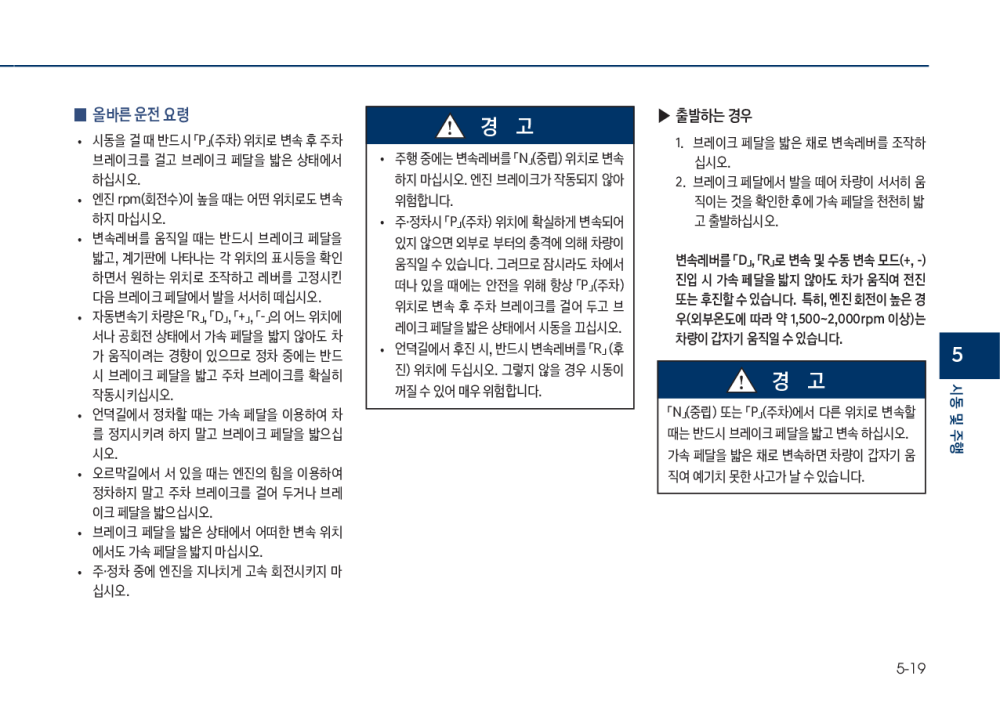 ■ 올바른 운전 요령
• 시동을 걸 때 반드시 「P」(주차) 위치로 변속 후 주차
브레이크를 걸고 브레이크 페달을 밟은 상태에서
하십시오.
• 엔진 rpm(회전수)이 높을 때는 어떤 위치로도 변속
하지 마십시오.
• 변속레버를 움직일 때는 반드시 브레이크 페달을
밟고, 계기판에 나타나는 각 위치의 표시등을 확인
하면서 원하는 위치로 조작하고 레버를 고정시킨
다음 브레이크 페달에서 발을 서서히 떼십시오.
• 자동변속기 차량은 「R」, 「D」, 「+」, 「-」의 어느 위치에
서나 공회전 상태에서 가속 페달을 밟지 않아도 차
가 움직이려는 경향이 있으므로 정차 중에는 반드
시 브레이크 페달을 밟고 주차 브레이크를 확실히
작동시키십시오.
• 언덕길에서 정차할 때는 가속 페달을 이용하여 차
를 정지시키려 하지 말고 브레이크 페달을 밟으십
시오.
• 오르막길에서 서 있을 때는 엔진의 힘을 이용하여
정차하지 말고 주차 브레이크를 걸어 두거나 브레
이크 페달을 밟으십시오.
• 브레이크 페달을 밟은 상태에서 어떠한 변속 위치
에서도 가속 페달을 밟지 마십시오.
• 주·정차 중에 엔진을 지나치게 고속 회전시키지 마
십시오.
경 고
• 주행 중에는 변속레버를 「N」(중립) 위치로 변속
하지 마십시오. 엔진 브레이크가 작동되지 않아
위험합니다.
• 주·정차시 「P」(주차) 위치에 확실하게 변속되어
있지 않으면 외부로 부터의 충격에 의해 차량이
움직일 수 있습니다. 그러므로 잠시라도 차에서
떠나 있을 때에는 안전을 위해 항상 「P」(주차)
위치로 변속 후 주차 브레이크를 걸어 두고 브
레이크 페달을 밟은 상태에서 시동을 끄십시오.
• 언덕길에서 후진 시, 반드시 변속레버를 「R」 (후
진) 위치에 두십시오. 그렇지 않을 경우 시동이
꺼질 수 있어 매우 위험합니다.
▶ 출발하는 경우
1. 브레이크 페달을 밟은 채로 변속레버를 조작하
십시오.
2. 브레이크 페달에서 발을 떼어 차량이 서서히 움
직이는 것을 확인한 후에 가속 페달을 천천히 밟
고 출발하십시오.
변속레버를 「D」, 「R」로 변속 및 수동 변속 모드(+, -)
진입 시 가속 페달을 밟지 않아도 차가 움직여 전진
또는 후진할 수 있습니다. 특히, 엔진 회전이 높은 경
우(외부온도에 따라 약 1,500~2,000rpm 이상)는
차량이 갑자기 움직일 수 있습니다.
경 고
「N」(중립) 또는 「P」(주차)에서 다른 위치로 변속할
때는 반드시 브레이크 페달을 밟고 변속 하십시오.
가속 페달을 밟은 채로 변속하면 차량이 갑자기 움
직여 예기치 못한 사고가 날 수 있습니다.
5
시동 및 주행
5-19